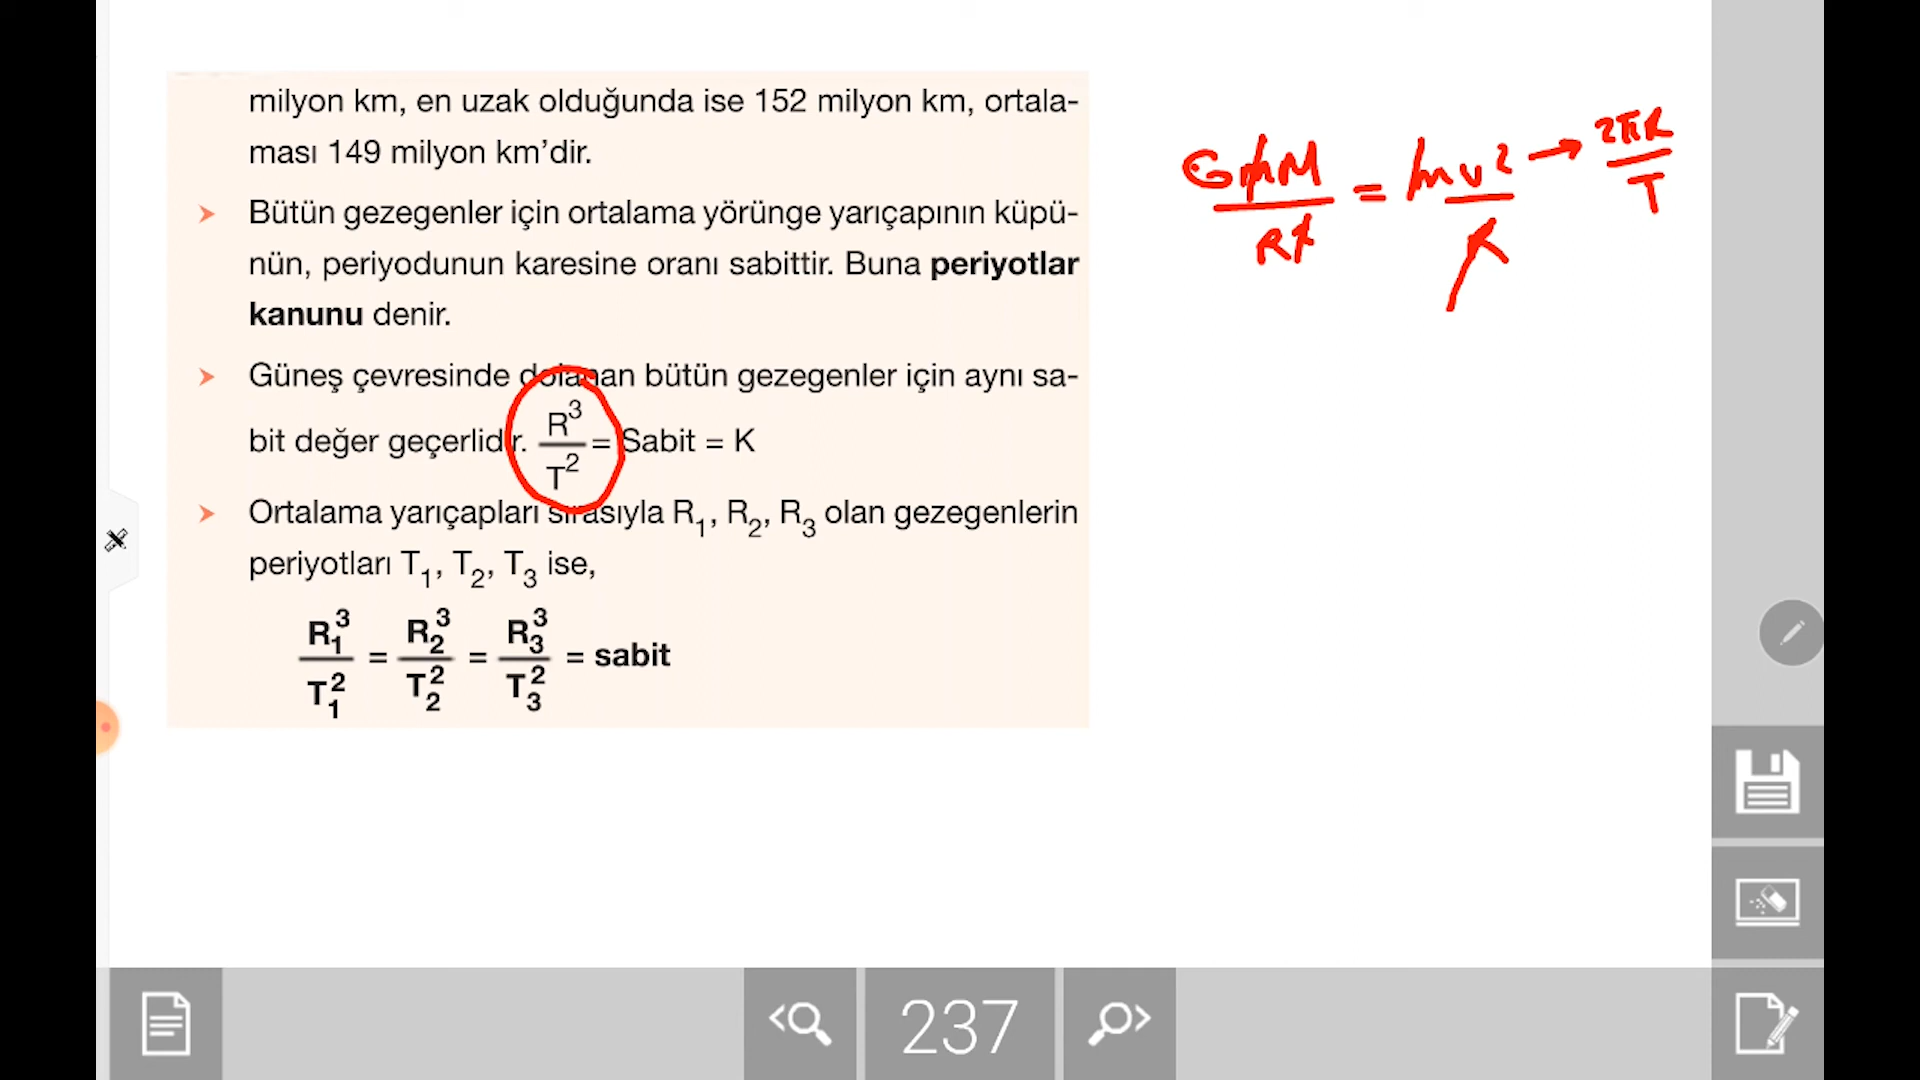 milyon km, en uzak olduğunda ise 152 milyon km, ortala-
ması 149 milyon km'dir.
➤ Bütün gezegenler için ortalama yörünge yarıçapının küpü-
nün, periyodunun karesine oranı sabittir. Buna periyotlar
kanunu denir.
➤ Güneş çevresinde dolanan bütün gezegenler için aynı sa-
bit değer geçerlidir. R³/T² = Sabit = K
➤ Ortalama yarıçapları sırasıyla R₁, R₂, R₃ olan gezegenlerin
periyotları T₁, T₂, T₃ ise,
R₁³/T₁² = R₂³/T₂² = R₃³/T₃² = sabit
GmM/R² = mv²/R → 2πR/T
237